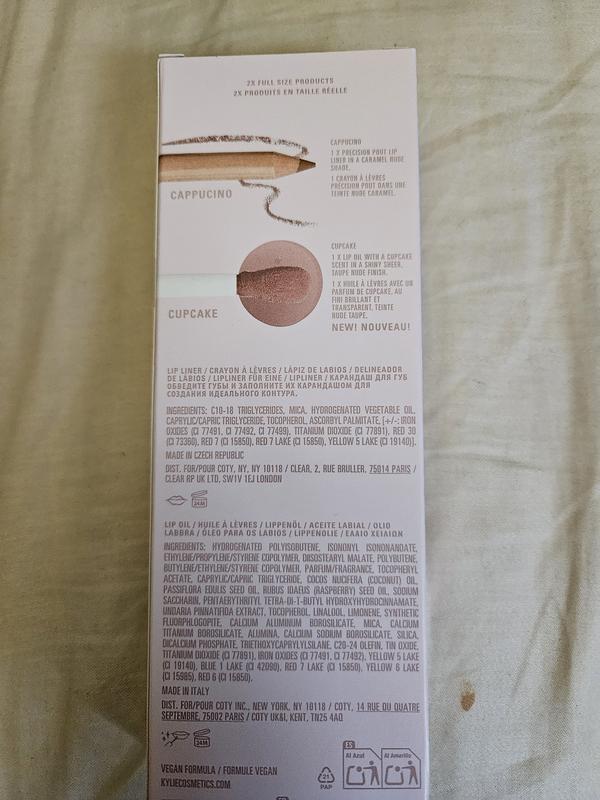 2X FULL SIZE PRODUCTS
2X PRODUITS EN TAILLE RÉELLE
CAPPUCINO
CAPPUCINO
1 X PRECISION POUT LIP
LINER IN A CARAMEL NUDE
SHADE.
1 CRAYON À LÈVRES
PRÉCISION POUT DANS UNE
TEINTE NUDE CARAMEL.
CUPCAKE
CUPCAKE
1 X LIP OIL WITH A CUPCAKE
SCENT IN A SHINY SHEER,
TAUPE NUDE FINISH.
1 X HUILE À LÈVRES AVEC UN
PARFUM DE CUPCAKE, AU
FINI BRILLANT ET
TRANSPARENT, TEINTE
NUDE TAUPE.
NEW! NOUVEAU!
LIP LINER / CRAYON À LÈVRES / LÁPIZ DE LABIOS / DELINEADOR
DE LABIOS / LIPLINER FÜR EINE / LIPLINER / КАРАНДАШ ДЛЯ ГУБ
ОБВЕДИТЕ ГУБЫ И ЗАПОЛНИТЕ ИХ КАРАНДАШОМ ДЛЯ
СОЗДАНИЯ ИДЕАЛЬНОГО КОНТУРА.
INGREDIENTS: C10-18 TRIGLYCERIDES, MICA, HYDROGENATED VEGETABLE OIL,
CAPRYLIC/CAPRIC TRIGLYCERIDE, TOCOPHEROL, ASCORBYL PALMITATE, [+/-: IRON
OXIDES (CI 77491, CI 77492, CI 77499), TITANIUM DIOXIDE (CI 77891), RED 30
(CI 73360), RED 7 (CI 15850), RED 7 LAKE (CI 15850), YELLOW 5 LAKE (CI 19140)].
MADE IN CZECH REPUBLIC
DIST. FOR/POUR COTY, NY, NY 10118 / CLEAR, 2, RUE BRULLER, 75014 PARIS /
CLEAR RP UK LTD, SW1V 1EJ LONDON
24M
LIP OIL / HUILE À LÈVRES / LIPPENÖL / ACEITE LABIAL / OLIO
LABBRA / ÓLEO PARA OS LABIOS / LIPPENOLIE / ΕΛΑΙΟ ΧΕΙΛΙΩΝ
INGREDIENTS: HYDROGENATED POLYISOBUTENE, ISONONYL ISONONANOATE,
ETHYLENE/PROPYLENE/STYRENE COPOLYMER, DIISOSTEARYL MALATE, POLYBUTENE,
BUTYLENE/ETHYLENE/STYRENE COPOLYMER, PARFUM/FRAGRANCE, TOCOPHERYL
ACETATE, CAPRYLIC/CAPRIC TRIGLYCERIDE, COCOS NUCIFERA (COCONUT) OIL,
PASSIFLORA EDULIS SEED OIL, RUBUS IDAEUS (RASPBERRY) SEED OIL, SODIUM
SACCHARIN, PENTAERYTHRITYL TETRA-DI-T-BUTYL HYDROXYHYDROCINNAMATE,
UNDARIA PINNATIFIDA EXTRACT, TOCOPHEROL, LINALOOL, LIMONENE, SYNTHETIC
FLUORPHLOGOPITE, CALCIUM ALUMINUM BOROSILICATE, MICA, CALCIUM
TITANIUM BOROSILICATE, ALUMINA, CALCIUM SODIUM BOROSILICATE, SILICA,
DICALCIUM PHOSPHATE, TRIETHOXYCAPRYLYLSILANE, C20-24 OLEFIN, TIN OXIDE,
TITANIUM DIOXIDE (CI 77891), IRON OXIDES (CI 77491, CI 77492), YELLOW 5 LAKE
(CI 19140), BLUE 1 LAKE (CI 42090), RED 7 LAKE (CI 15850), YELLOW 6 LAKE
(CI 15985), RED 6 (CI 15850).
MADE IN ITALY
DIST. FOR/POUR COTY INC., NEW YORK, NY 10118 / COTY, 14 RUE DU QUATRE
SEPTEMBRE, 75002 PARIS / COTY UK&I, KENT, TN25 4AQ
24M
VEGAN FORMULA / FORMULE VEGAN
KYLIECOSMETICS.COM
21
PAP
ES
Al Azul
Al Amarillo